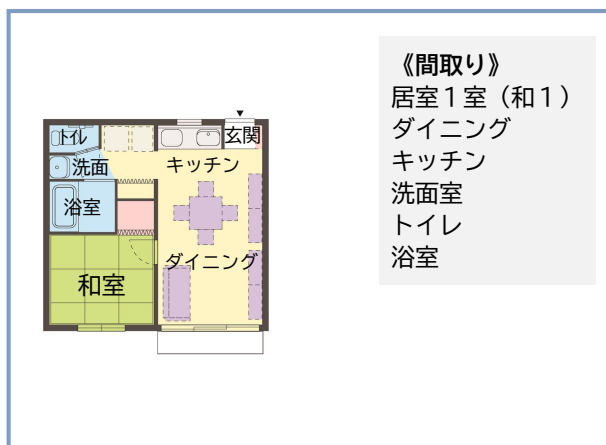 《間取り》
居室１室（和１）
ダイニング
キッチン
洗面室
トイレ
浴室
トイレ
玄関
洗面
キッチン
浴室
ダイニング
和室